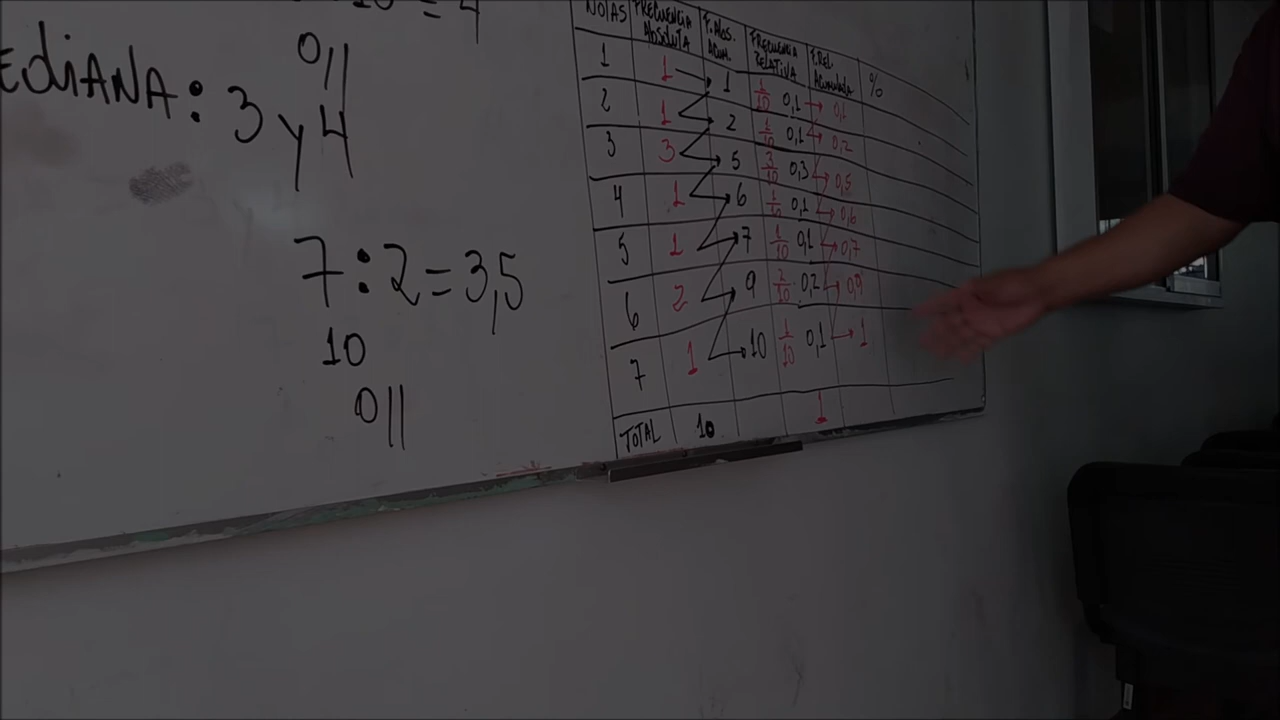 10 = 4
0||
EDIANA: 3 y 4
7:2=3,5
10
0||
NOTAS FRECUENCIA ABSOLUTA F. ABS. ACUM. FRECUENCIA RELATIVA F. REL. ACUMULADA %
1 1 1 1/10 0,1 0,1
2 1 2 1/10 0,1 0,2
3 3 5 3/10 0,3 0,5
4 1 6 1/10 0,1 0,6
5 1 7 1/10 0,1 0,7
6 2 9 2/10 0,2 0,9
7 1 10 1/10 0,1 1
TOTAL 10 1